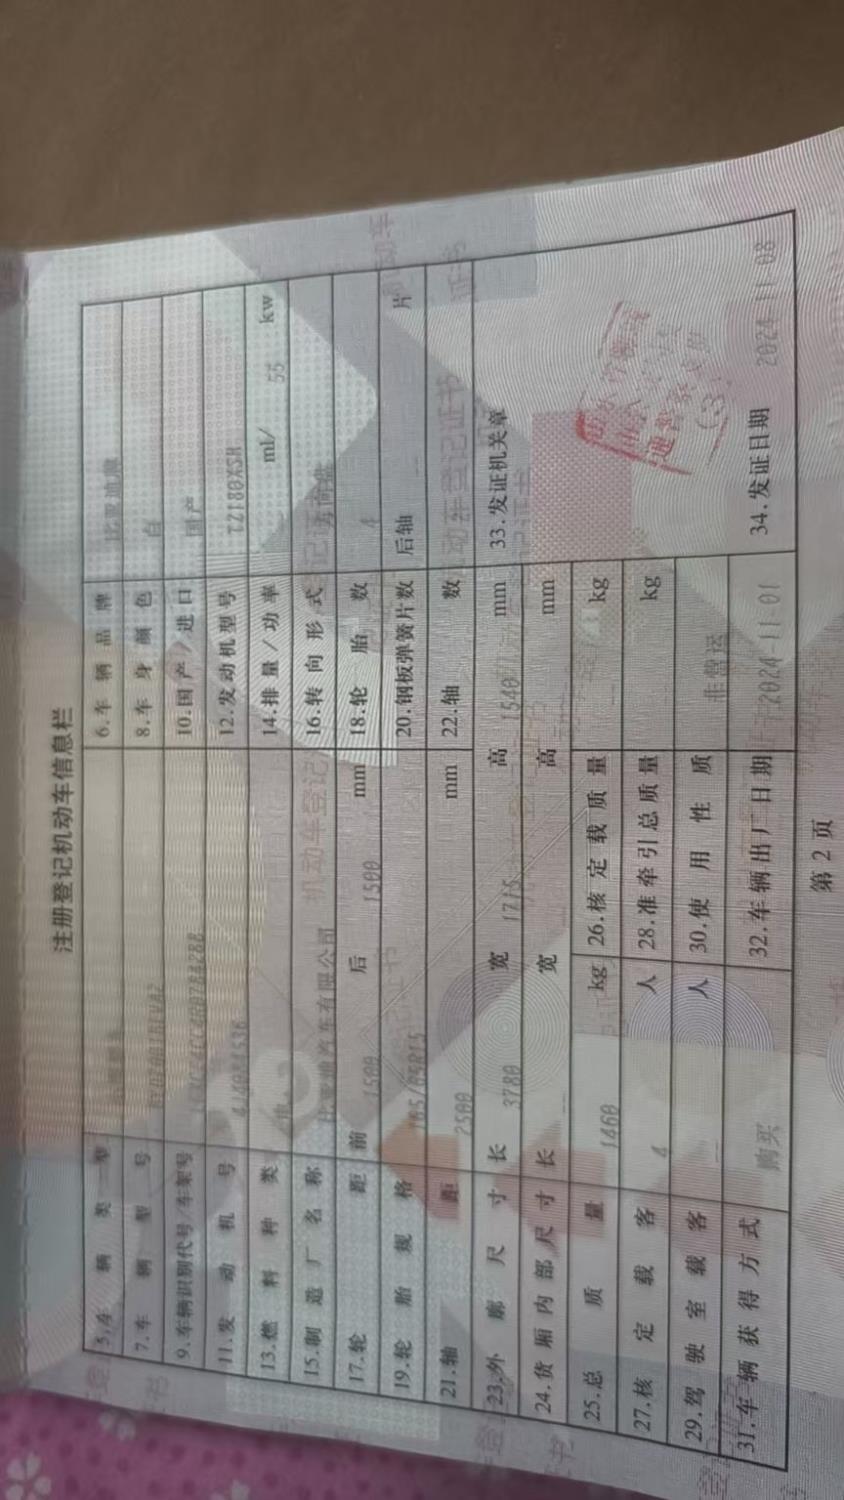 注册登记机动车信息栏
5.车辆类型 6.车辆品牌 比亚迪牌
7.车辆型号 8.车身颜色 白
9.车辆识别代号/车架号 10.国产/进口 国产
11.发动机号 12.发动机型号 TZ180XSH
13.燃料种类 电 14.排量/功率 ml/ 55 kw
15.制造厂名称 比亚迪汽车有限公司 16.转向形式 方向盘
17.轮距 前 1500 后 1500 mm 18.轮胎数 4
19.轮胎规格 165/65R15 20.钢板弹簧片数 后轴 -- 片
21.轴距 2500 mm 22.轴数
23.外廓尺寸 长 3780 宽 1715 高 1540 mm 33.发证机关章
24.货厢内部尺寸 长 -- 宽 -- 高 -- mm
25.总质量 1460 kg 26.核定载质量 -- kg
27.核定载客 4 人 28.准牵引总质量 -- kg
29.驾驶室载客 -- 人 30.使用性质 非营运
31.车辆获得方式 购买 32.车辆出厂日期 2024-11-01 34.发证日期 2024-11-08
第 2 页